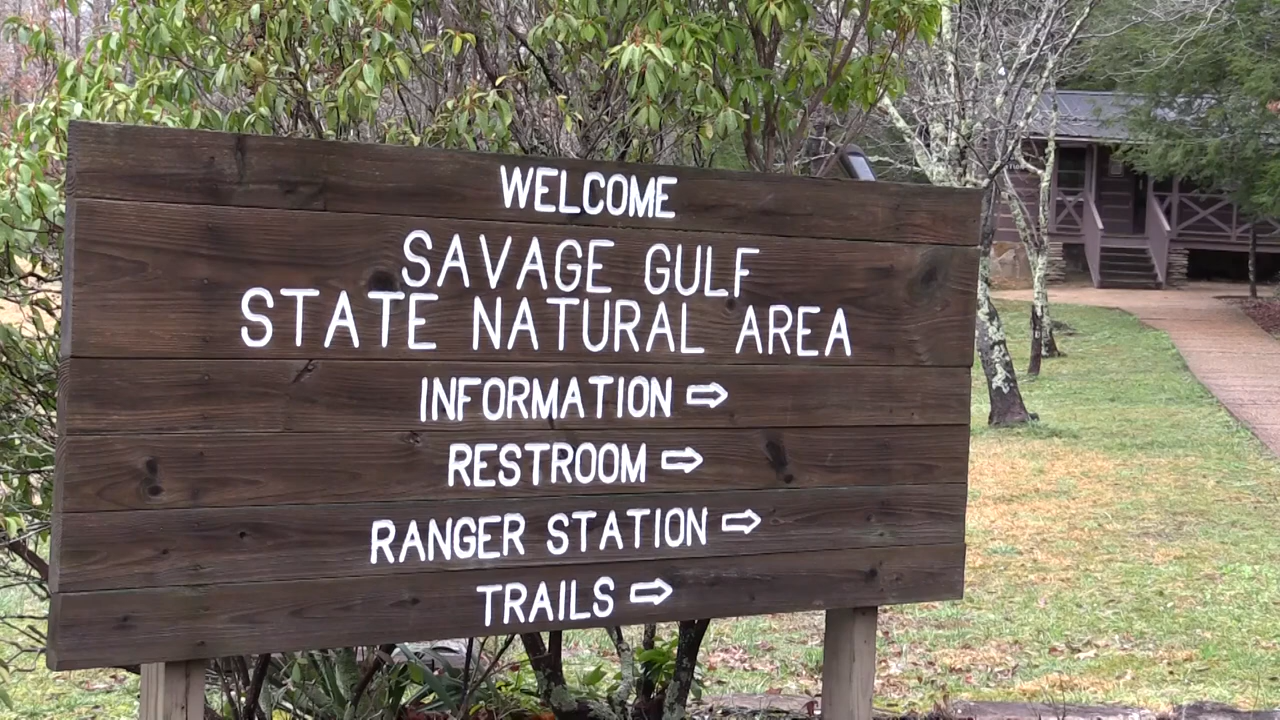 WELCOME
SAVAGE GULF
STATE NATURAL AREA
INFORMATION ⇨
RESTROOM ⇨
RANGER STATION ⇨
TRAILS ⇨